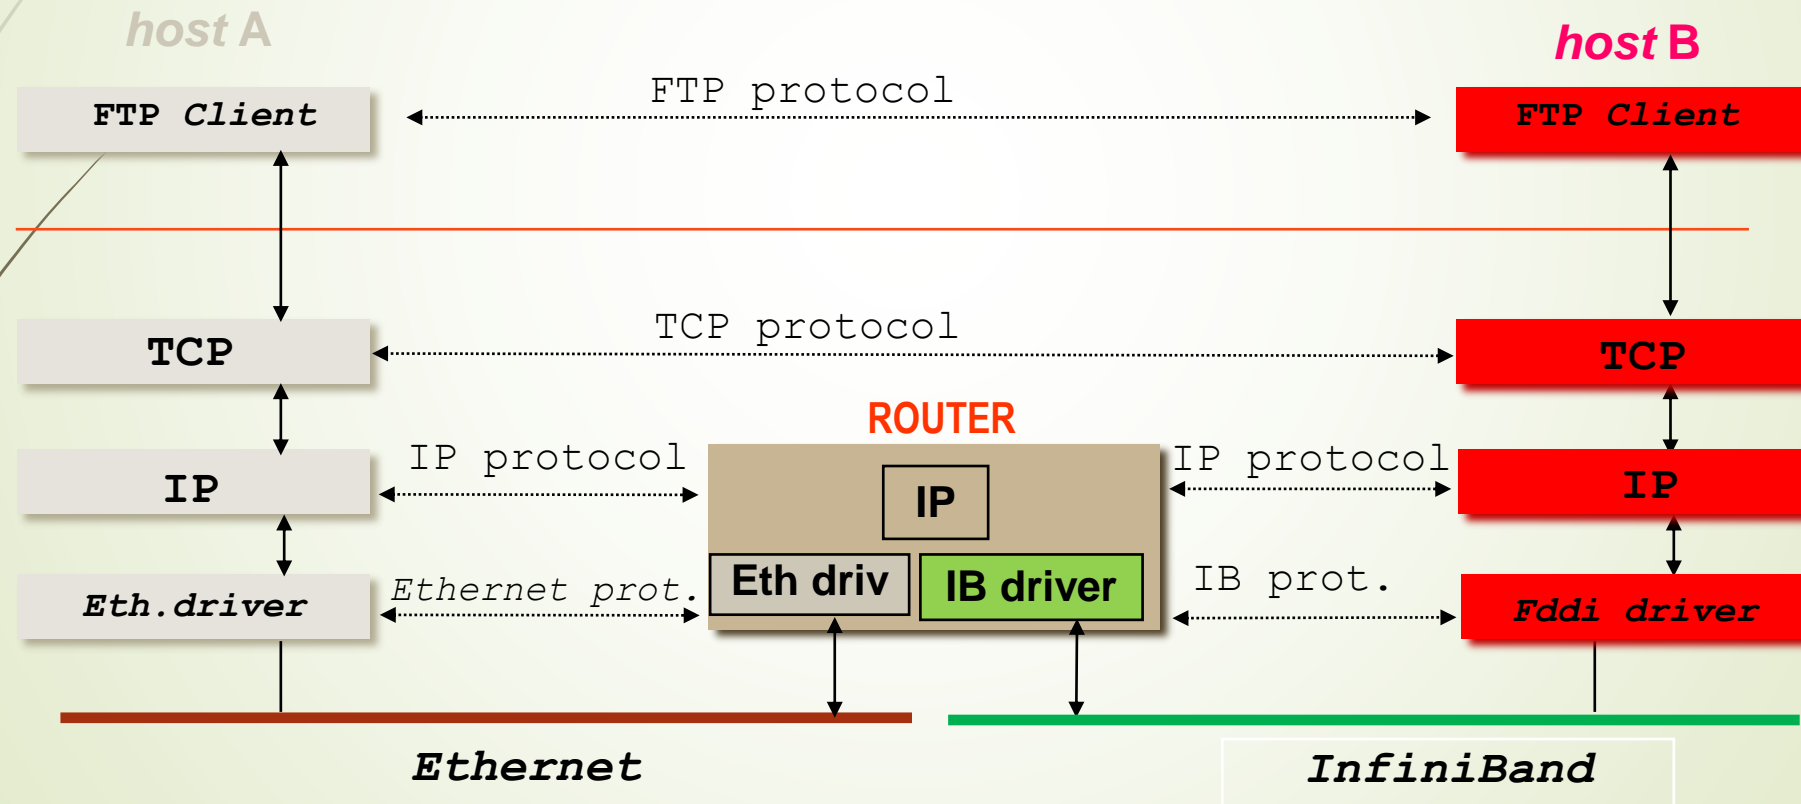 host A
host B
FTP protocol
FTP Client
FTP Client
TCP protocol
TCP
TCP
ROUTER
IP protocol
IP protocol
IP
IP
IP
Ethernet prot.
Eth driv
IB driver
IB prot.
Eth.driver
Fddi driver
Ethernet
InfiniBand